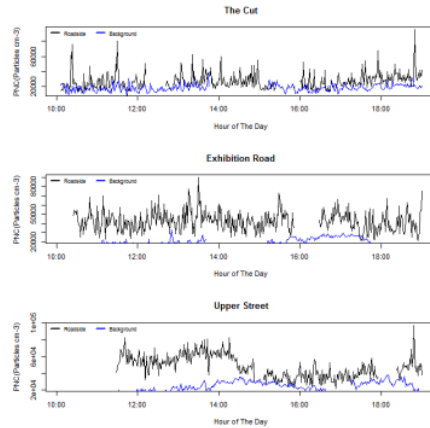 The Cut
Roadside Background
PNC(Particles cm-3)
20000 60000
10:00 12:00 14:00 16:00 18:00
Hour of The Day
Exhibition Road
Roadside Background
PNC(Particles cm-3)
20000 50000 80000
10:00 12:00 14:00 16:00 18:00
Hour of The Day
Upper Street
Roadside Background
PNC(Particles cm-3)
2e+04 6e+04 1e+05
10:00 12:00 14:00 16:00 18:00
Hour of The Day